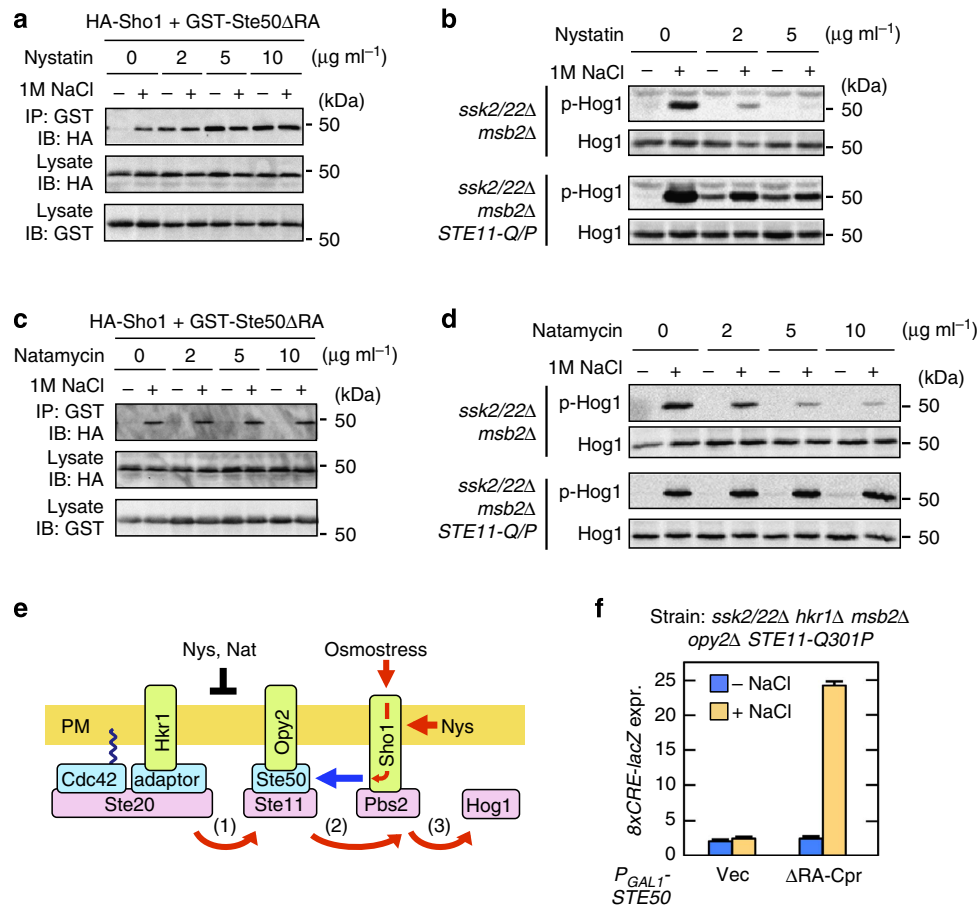 a
HA-Sho1 + GST-Ste50ΔRA
Nystatin 0 2 5 10 (μg ml⁻¹)
1M NaCl – + – + – + – + (kDa)
IP: GST
IB: HA
50
Lysate
IB: HA
50
Lysate
IB: GST
50
b
Nystatin 0 2 5 (μg ml⁻¹)
1M NaCl – + – + – + (kDa)
ssk2/22Δ
msb2Δ
p-Hog1 50
Hog1 50
ssk2/22Δ
msb2Δ
STE11-Q/P
p-Hog1 50
Hog1 50
c
HA-Sho1 + GST-Ste50ΔRA
Natamycin 0 2 5 10 (μg ml⁻¹)
1M NaCl – + – + – + – + (kDa)
IP: GST
IB: HA
50
Lysate
IB: HA
50
Lysate
IB: GST
50
d
Natamycin 0 2 5 10 (μg ml⁻¹)
1M NaCl – + – + – + – + (kDa)
ssk2/22Δ
msb2Δ
p-Hog1 50
Hog1 50
ssk2/22Δ
msb2Δ
STE11-Q/P
p-Hog1 50
Hog1 50
e
Nys, Nat
Osmostress
PM
Hkr1
Opy2
Sho1
Nys
Cdc42
adaptor
Ste50
Ste20
Ste11
Pbs2
Hog1
(1)
(2)
(3)
f
Strain: ssk2/22Δ hkr1Δ msb2Δ
opy2Δ STE11-Q301P
8xCRE-lacZ expr.
25
20
15
10
5
0
– NaCl
+ NaCl
P_GAL1-
STE50
Vec
ΔRA-Cpr